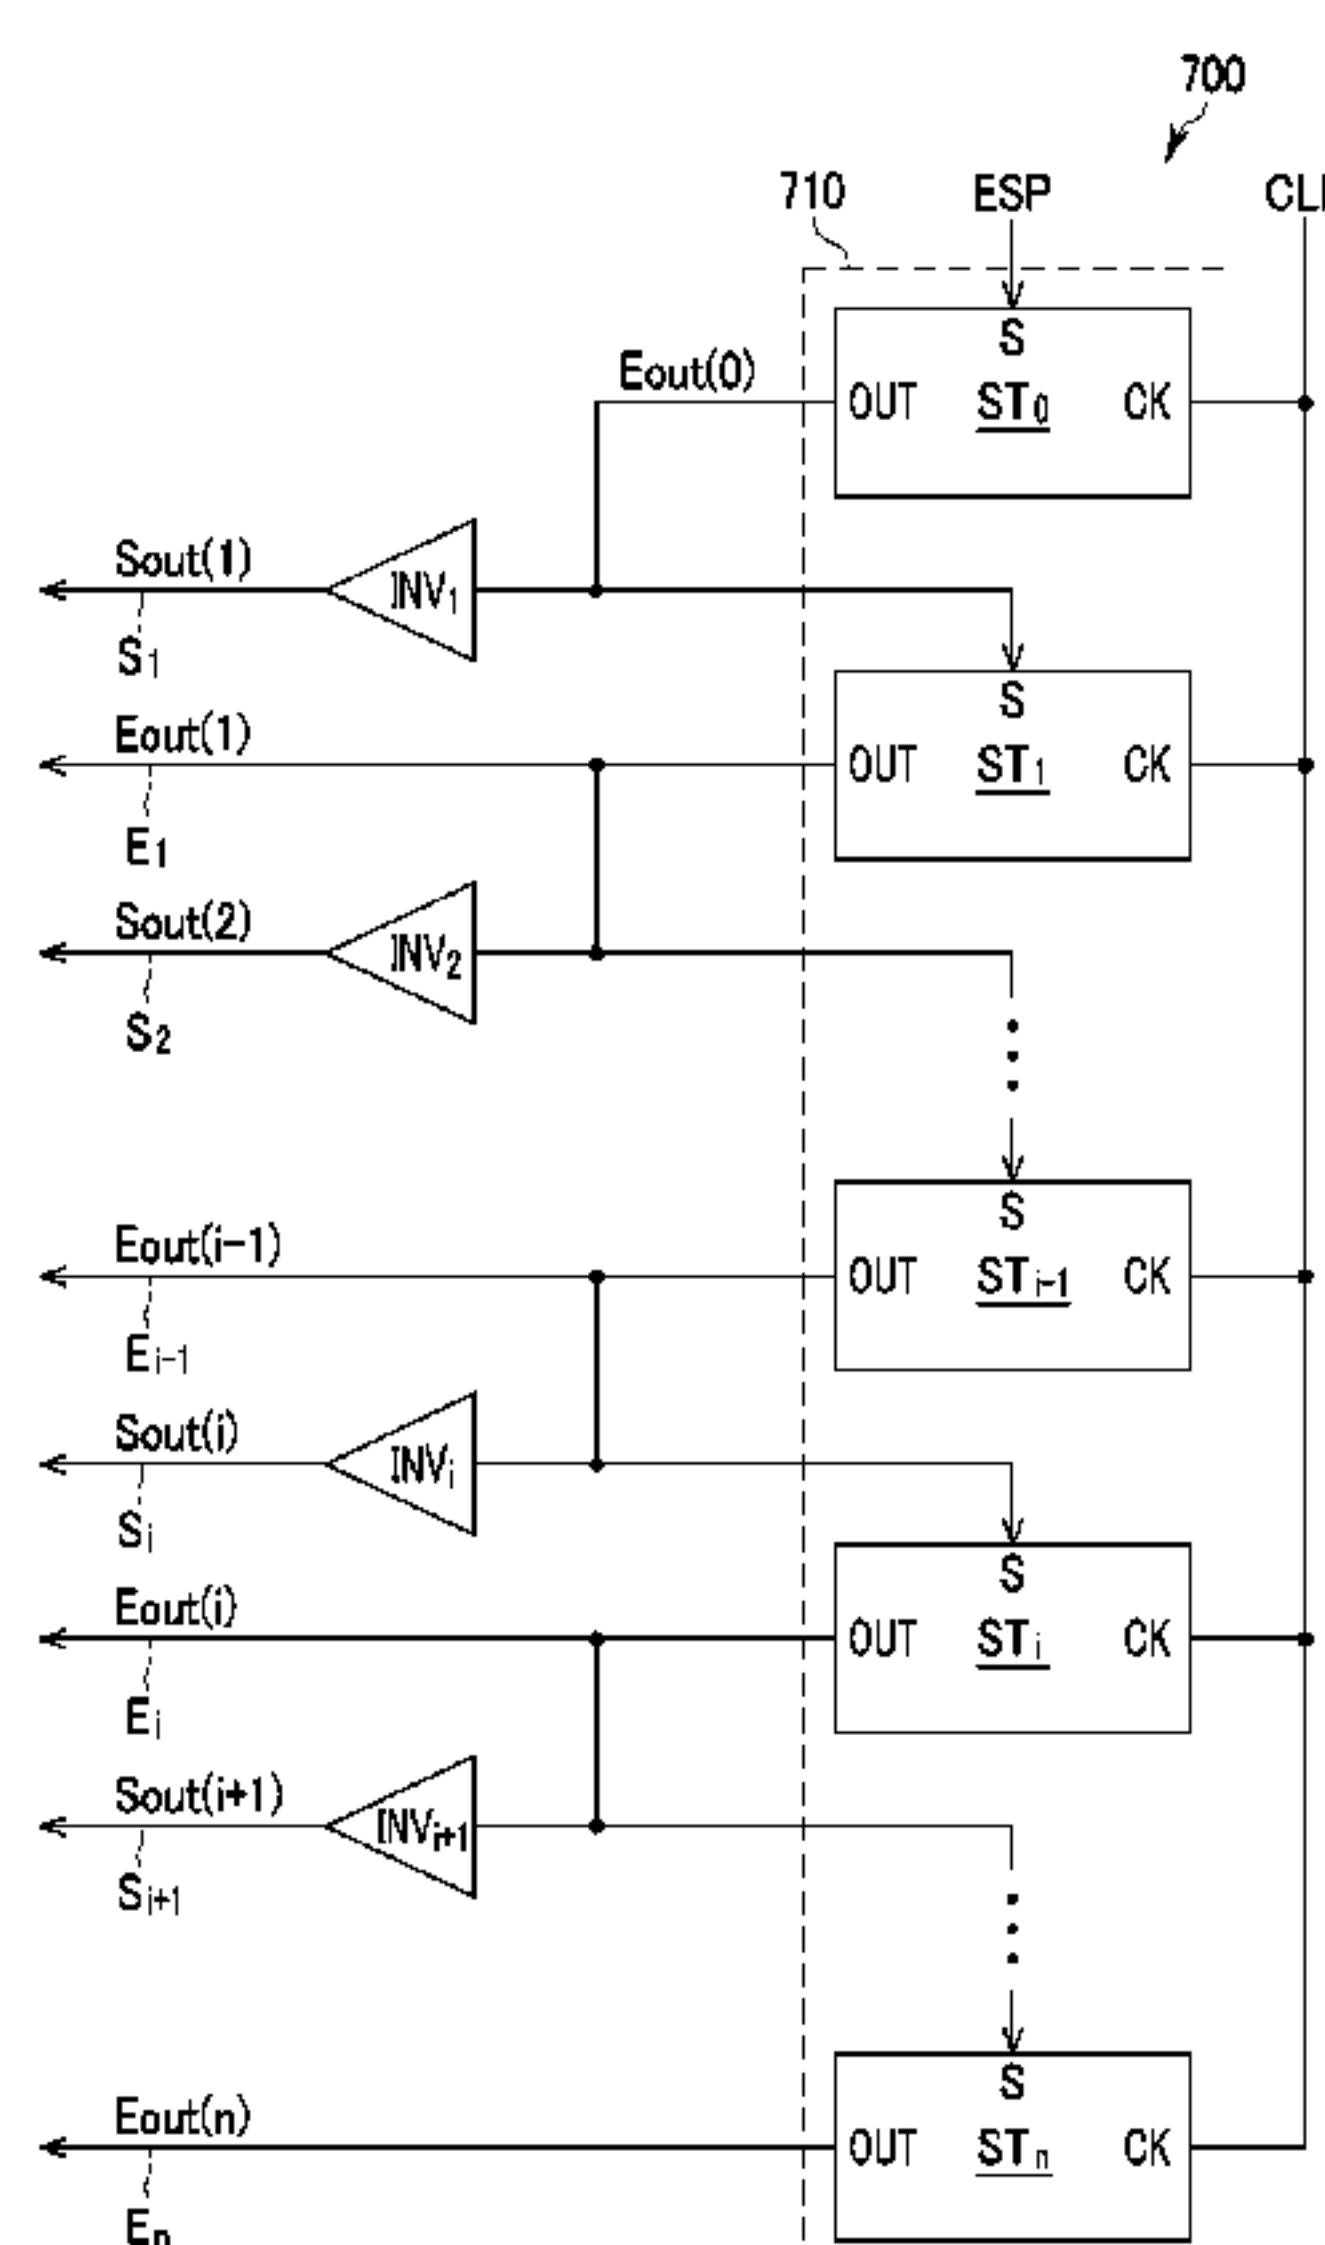 700
710 ESP CL
S
Eout(0) OUT ST0 CK
Sout(1) INV1
S1
S
Eout(1) OUT ST1 CK
E1
Sout(2) INV2
S2
S
Eout(i-1) OUT STi-1 CK
Ei-1
Sout(i) INVi
Si
S
Eout(i) OUT STi CK
Ei
Sout(i+1) INVi+1
Si+1
S
Eout(n) OUT STn CK
En